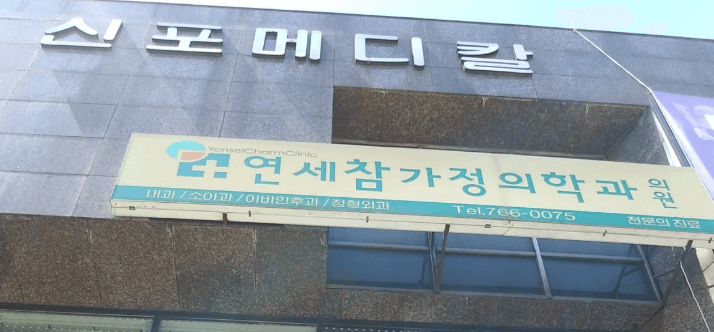 신포메디칼
YonseiCharmClinic
연세참가정의학과의원
내과/소아과/이비인후과/정형외과 Tel.766-0075 전문의진료